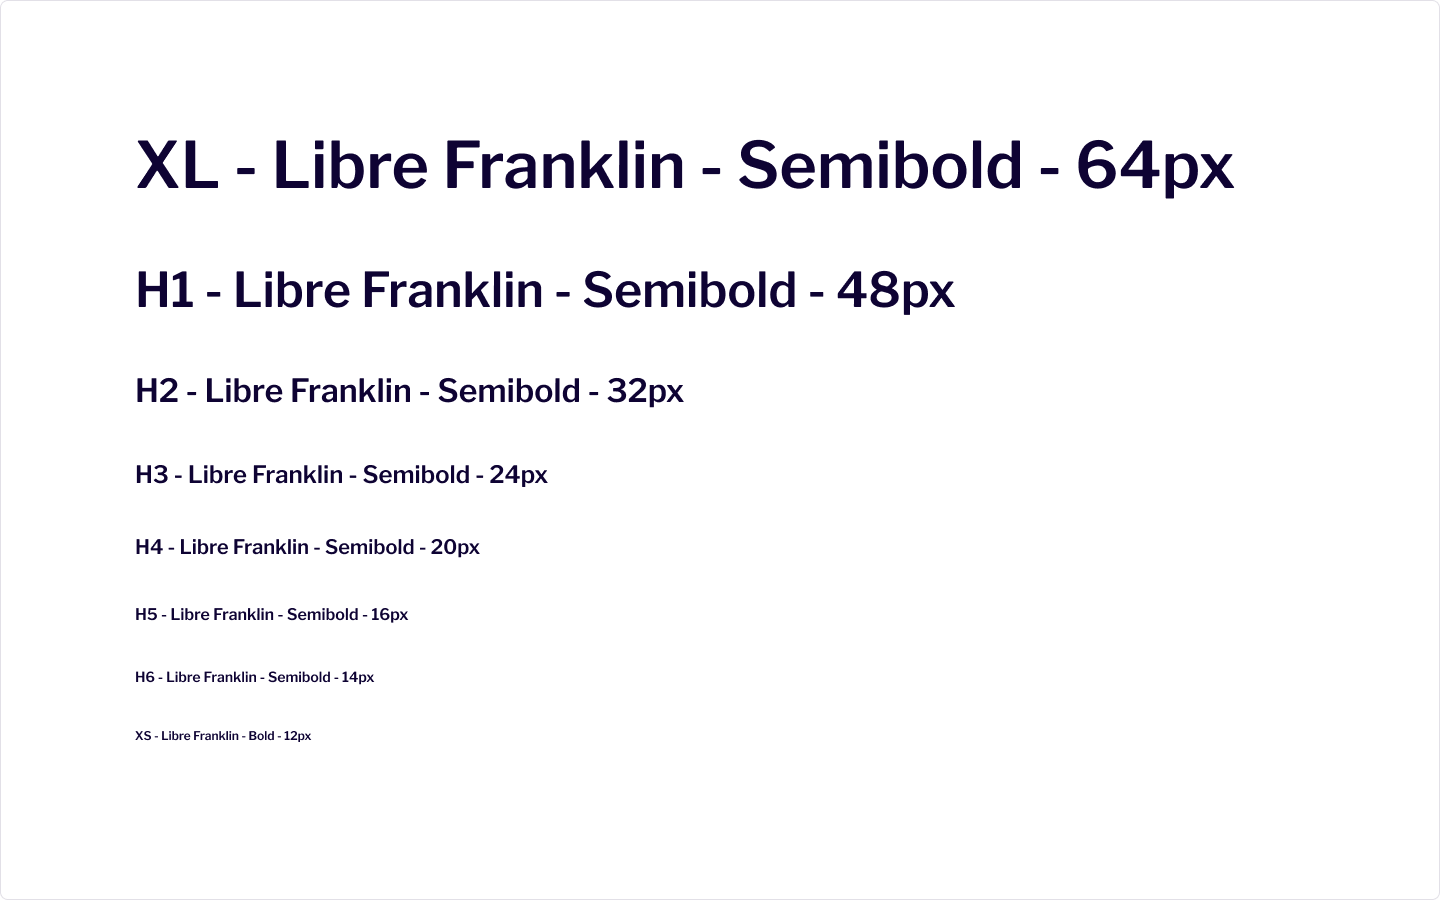 XL - Libre Franklin - Semibold - 64px
H1 - Libre Franklin - Semibold - 48px
H2 - Libre Franklin - Semibold - 32px
H3 - Libre Franklin - Semibold - 24px
H4 - Libre Franklin - Semibold - 20px
H5 - Libre Franklin - Semibold - 16px
H6 - Libre Franklin - Semibold - 14px
XS - Libre Franklin - Bold - 12px